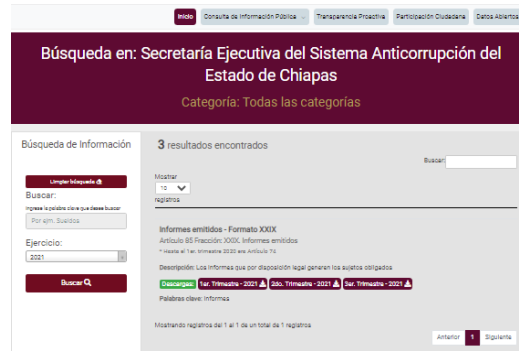 Inicio Consulta de Información Pública Transparencia Proactiva Participación Ciudadana Datos Abiertos
Búsqueda en: Secretaría Ejecutiva del Sistema Anticorrupción del
Estado de Chiapas
Categoría: Todas las categorías
Búsqueda de Información
Limpiar búsqueda
Buscar:
Ingrese la palabra clave que desee buscar
Por ejm. Sueldos
Ejercicio:
2021
Buscar
3 resultados encontrados
Buscar:
Mostrar
10
registros
Informes emitidos - Formato XXIX
Artículo 85 Fracción: XXIX. Informes emitidos
* Hasta el 1er. trimestre 2020 era Artículo 74
Descripción: Los informes que por disposición legal generen los sujetos obligados
Descargas: 1er. Trimestre - 2021 2do. Trimestre - 2021 3er. Trimestre - 2021
Palabras clave: Informes
Mostrando registros del 1 al 1 de un total de 1 registros
Anterior 1 Siguiente